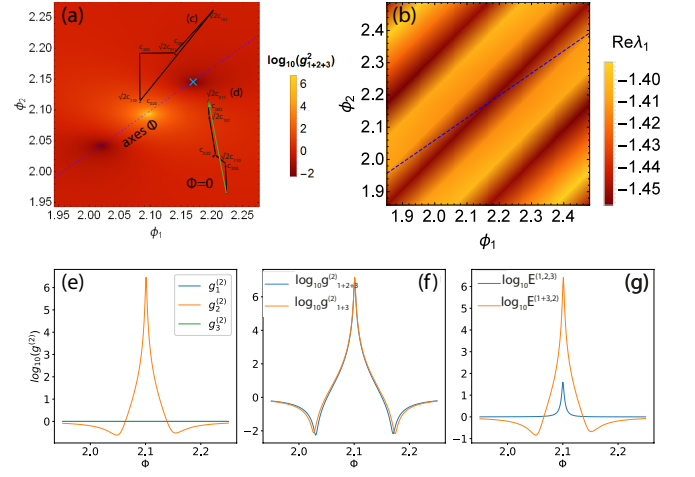 (a)
(c)
√2c₁₀₁
c₀₀₀
√2c₁
(d)
√2c₁₀₁
c₀₀₀
axes Φ
Φ=0
2.25
2.20
2.15
2.10
2.05
2.00
1.95
ϕ₂
1.95 2.00 2.05 2.10 2.15 2.20 2.25
ϕ₁
log₁₀(g²₁₊₂₊₃)
6
4
2
0
−2
(b)
2.4
2.3
2.2
2.1
2.0
1.9
ϕ₂
1.9 2.0 2.1 2.2 2.3 2.4
ϕ₁
Reλ₁
−1.40
−1.41
−1.42
−1.43
−1.44
−1.45
(e)
g₁⁽²⁾
g₂⁽²⁾
g₃⁽²⁾
6
5
4
3
2
1
0
log₁₀(g⁽²⁾)
2.0 2.1 2.2
Φ
(f)
log₁₀g⁽²⁾₁₊₂₊₃
log₁₀g⁽²⁾₁₊₃
6
4
2
0
−2
2.0 2.1 2.2
Φ
(g)
log₁₀E⁽¹,²,³⁾
log₁₀E⁽¹⁺³,²⁾
6
5
4
3
2
1
0
−1
2.0 2.1 2.2
Φ